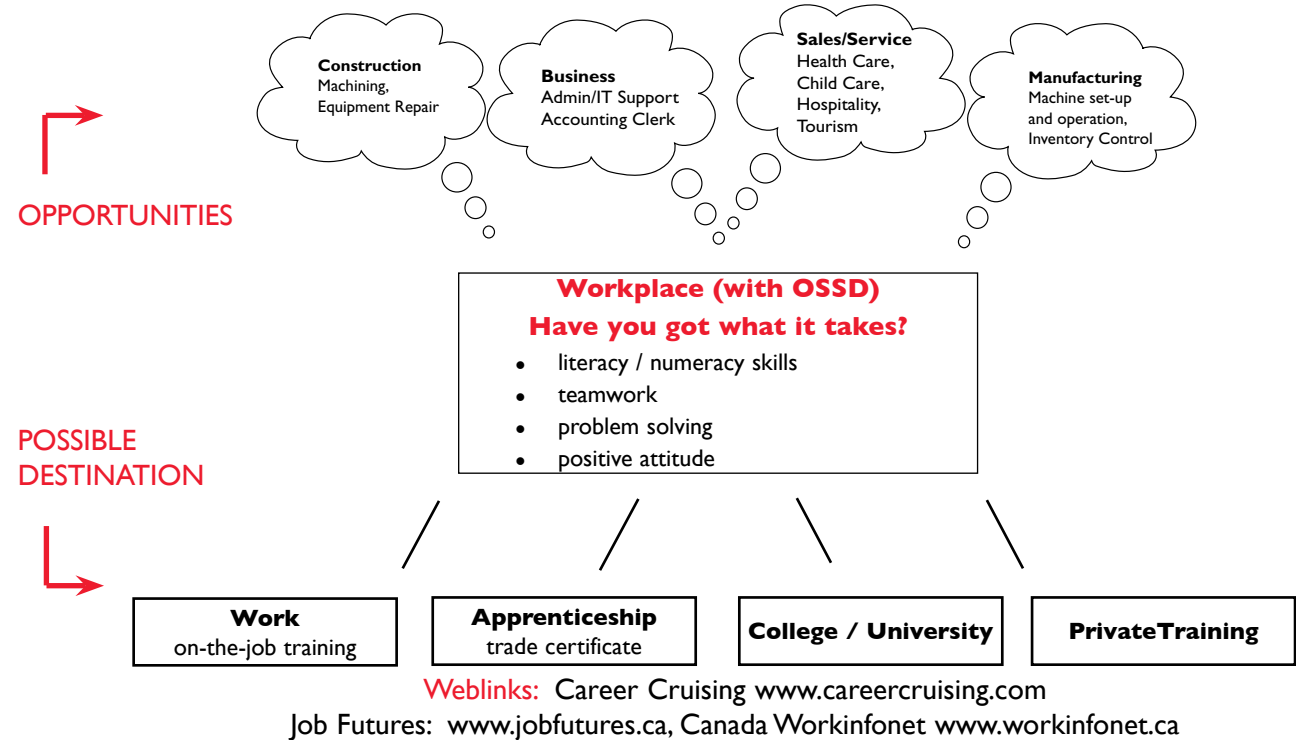 Construction
Machining,
Equipment Repair
Business
Admin/IT Support
Accounting Clerk
Sales/Service
Health Care,
Child Care,
Hospitality,
Tourism
Manufacturing
Machine set-up
and operation,
Inventory Control
OPPORTUNITIES
Workplace (with OSSD)
Have you got what it takes?
• literacy / numeracy skills
• teamwork
• problem solving
• positive attitude
POSSIBLE
DESTINATION
Work
on-the-job training
Apprenticeship
trade certificate
College / University
PrivateTraining
Weblinks: Career Cruising www.careercruising.com
Job Futures: www.jobfutures.ca, Canada Workinfonet www.workinfonet.ca